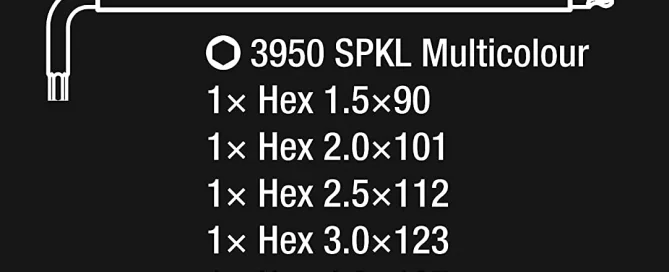 3950 SPKL Multicolour
1× Hex 1.5×90
1× Hex 2.0×101
1× Hex 2.5×112
1× Hex 3.0×123